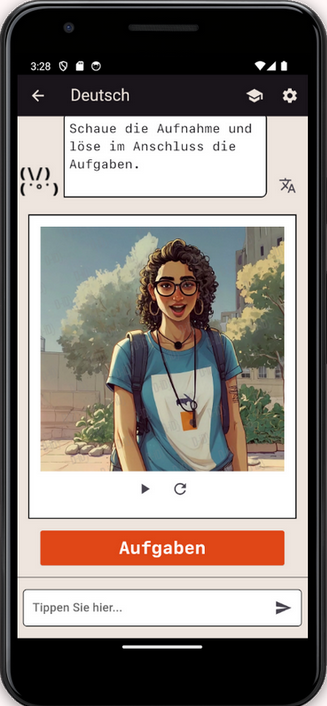 3:28
Deutsch
Schaue die Aufnahme und
löse im Anschluss die
Aufgaben.
(\/)
(˙°˙)
Aufgaben
Tippen Sie hier...